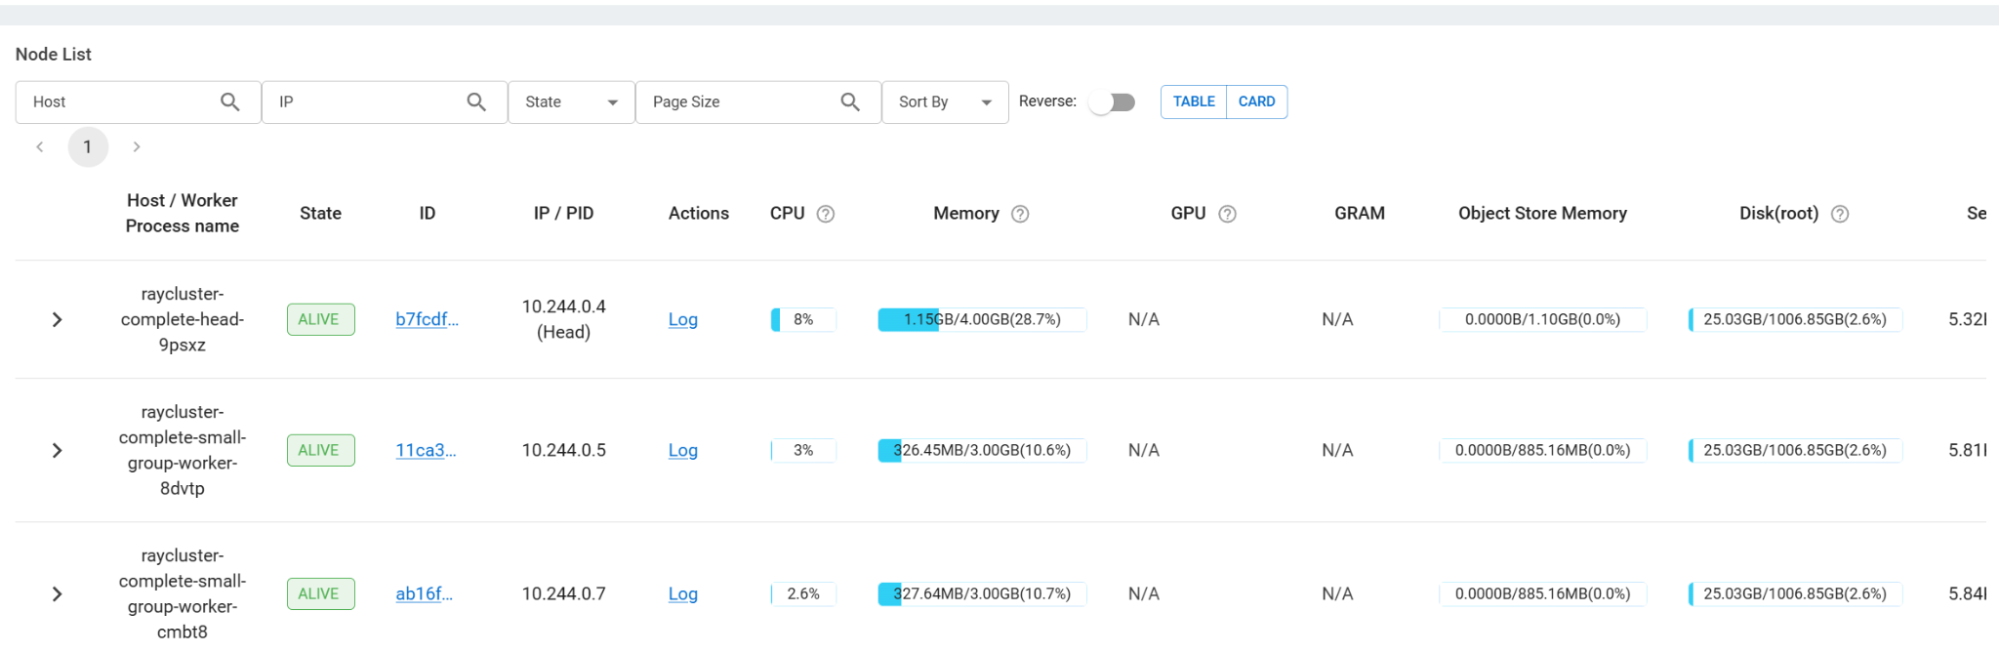 Node List
Host
IP
State
Page Size
Sort By
Reverse:
TABLE
CARD
1
Host / Worker
Process name
State
ID
IP / PID
Actions
CPU
Memory
GPU
GRAM
Object Store Memory
Disk(root)
Se
raycluster-
complete-head-
9psxz
ALIVE
b7fcdf...
10.244.0.4
(Head)
Log
8%
1.15GB/4.00GB(28.7%)
N/A
N/A
0.0000B/1.10GB(0.0%)
25.03GB/1006.85GB(2.6%)
5.32
raycluster-
complete-small-
group-worker-
8dvtp
ALIVE
11ca3...
10.244.0.5
Log
3%
326.45MB/3.00GB(10.6%)
N/A
N/A
0.0000B/885.16MB(0.0%)
25.03GB/1006.85GB(2.6%)
5.81
raycluster-
complete-small-
group-worker-
cmbt8
ALIVE
ab16f...
10.244.0.7
Log
2.6%
327.64MB/3.00GB(10.7%)
N/A
N/A
0.0000B/885.16MB(0.0%)
25.03GB/1006.85GB(2.6%)
5.84